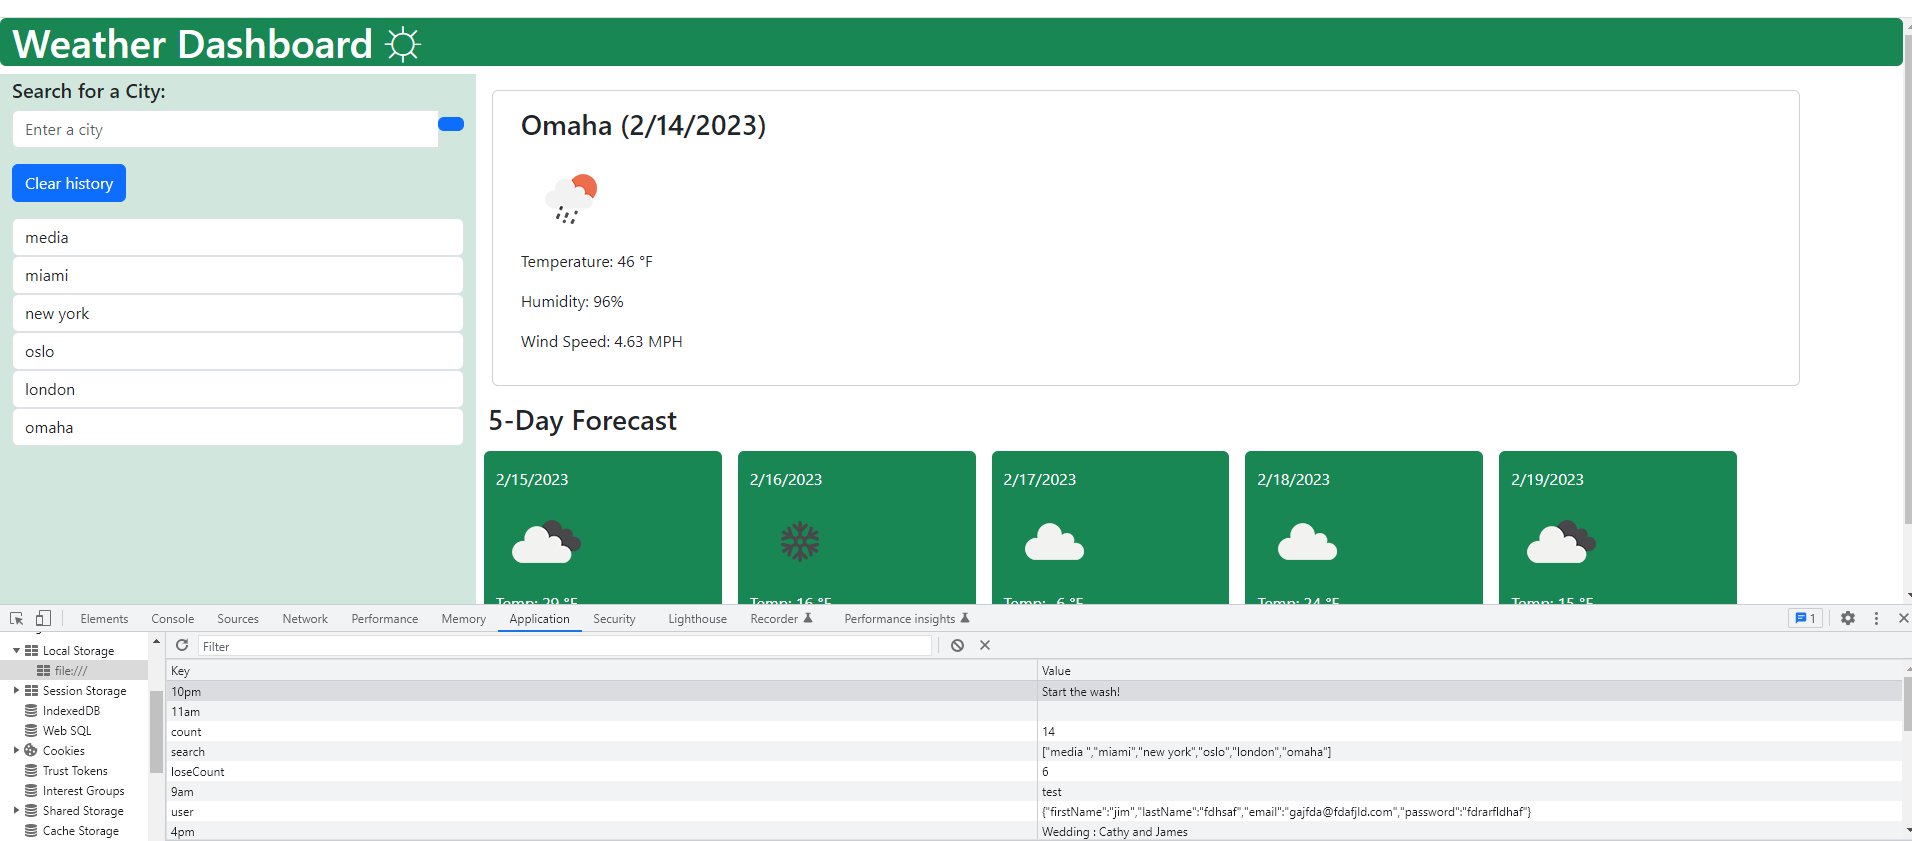 Weather Dashboard
Search for a City:
Enter a city
Clear history
media
miami
new york
oslo
london
omaha
Omaha (2/14/2023)
Temperature: 46 °F
Humidity: 96%
Wind Speed: 4.63 MPH
5-Day Forecast
2/15/2023
Temp: 29 °F
2/16/2023
Temp: 16 °F
2/17/2023
Temp: -6 °F
2/18/2023
Temp: 24 °F
2/19/2023
Temp: 15 °F
Elements Console Sources Network Performance Memory Application Security Lighthouse Recorder Performance insights 1
Local Storage
file:///
Session Storage
IndexedDB
Web SQL
Cookies
Trust Tokens
Interest Groups
Shared Storage
Cache Storage
Filter
Key Value
10pm Start the wash!
11am
count 14
search ["media ","miami","new york","oslo","london","omaha"]
loseCount 6
9am test
user {"firstName":"jim","lastName":"fdhsaf","email":"gajfda@fdafjld.com","password":"fdrarfldhaf"}
4pm Wedding : Cathy and James